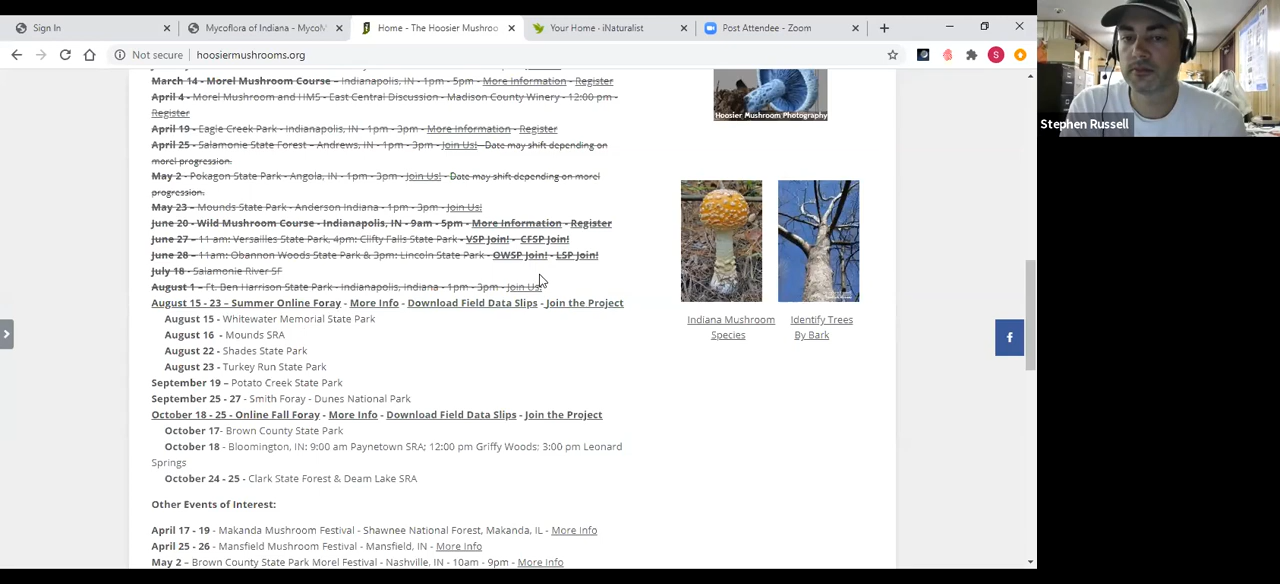 Sign In
Mycoflora of Indiana - MycoM
Home - The Hoosier Mushroo
Your Home · iNaturalist
Post Attendee - Zoom
Not secure hoosiermushrooms.org
Stephen Russell
March 14 - Morel Mushroom Course – Indianapolis, IN - 1pm - 5pm - More Information - Register
April 4 - Morel Mushroom and HMS - East Central Discussion - Madison County Winery - 12:00 pm -
Register
April 19 - Eagle Creek Park - Indianapolis, IN - 1pm - 3pm - More Information - Register
April 25 - Salamonie State Forest – Andrews, IN - 1pm - 3pm - Join Us! - Date may shift depending on
morel progression.
May 2 - Pokagon State Park - Angola, IN - 1pm - 3pm - Join Us! - Date may shift depending on morel
progression.
May 23 – Mounds State Park - Anderson Indiana - 1pm - 3pm - Join Us!
June 20 - Wild Mushroom Course - Indianapolis, IN - 9am - 5pm - More Information - Register
June 27 – 11 am: Versailles State Park, 4pm: Clifty Falls State Park - VSP Join! - CFSP Join!
June 28 – 11am: Obannon Woods State Park & 3pm: Lincoln State Park - OWSP Join! - LSP Join!
July 18 - Salamonie River SF
August 1 – Ft. Ben Harrison State Park - Indianapolis, Indiana - 1pm - 3pm - Join Us!
August 15 - 23 – Summer Online Foray - More Info - Download Field Data Slips - Join the Project
August 15 - Whitewater Memorial State Park
August 16 - Mounds SRA
August 22 - Shades State Park
August 23 - Turkey Run State Park
September 19 – Potato Creek State Park
September 25 - 27 - Smith Foray - Dunes National Park
October 18 - 25 - Online Fall Foray - More Info - Download Field Data Slips - Join the Project
October 17- Brown County State Park
October 18 - Bloomington, IN: 9:00 am Paynetown SRA; 12:00 pm Griffy Woods: 3:00 pm Leonard
Springs
October 24 - 25 - Clark State Forest & Deam Lake SRA
Other Events of Interest:
April 17 - 19 - Makanda Mushroom Festival - Shawnee National Forest, Makanda, IL - More Info
April 25 - 26 - Mansfield Mushroom Festival - Mansfield, IN - More Info
May 2 – Brown County State Park Morel Festival - Nashville, IN - 10am - 9pm - More Info
Hoosier Mushroom Photography
Indiana Mushroom
Species
Identify Trees
By Bark